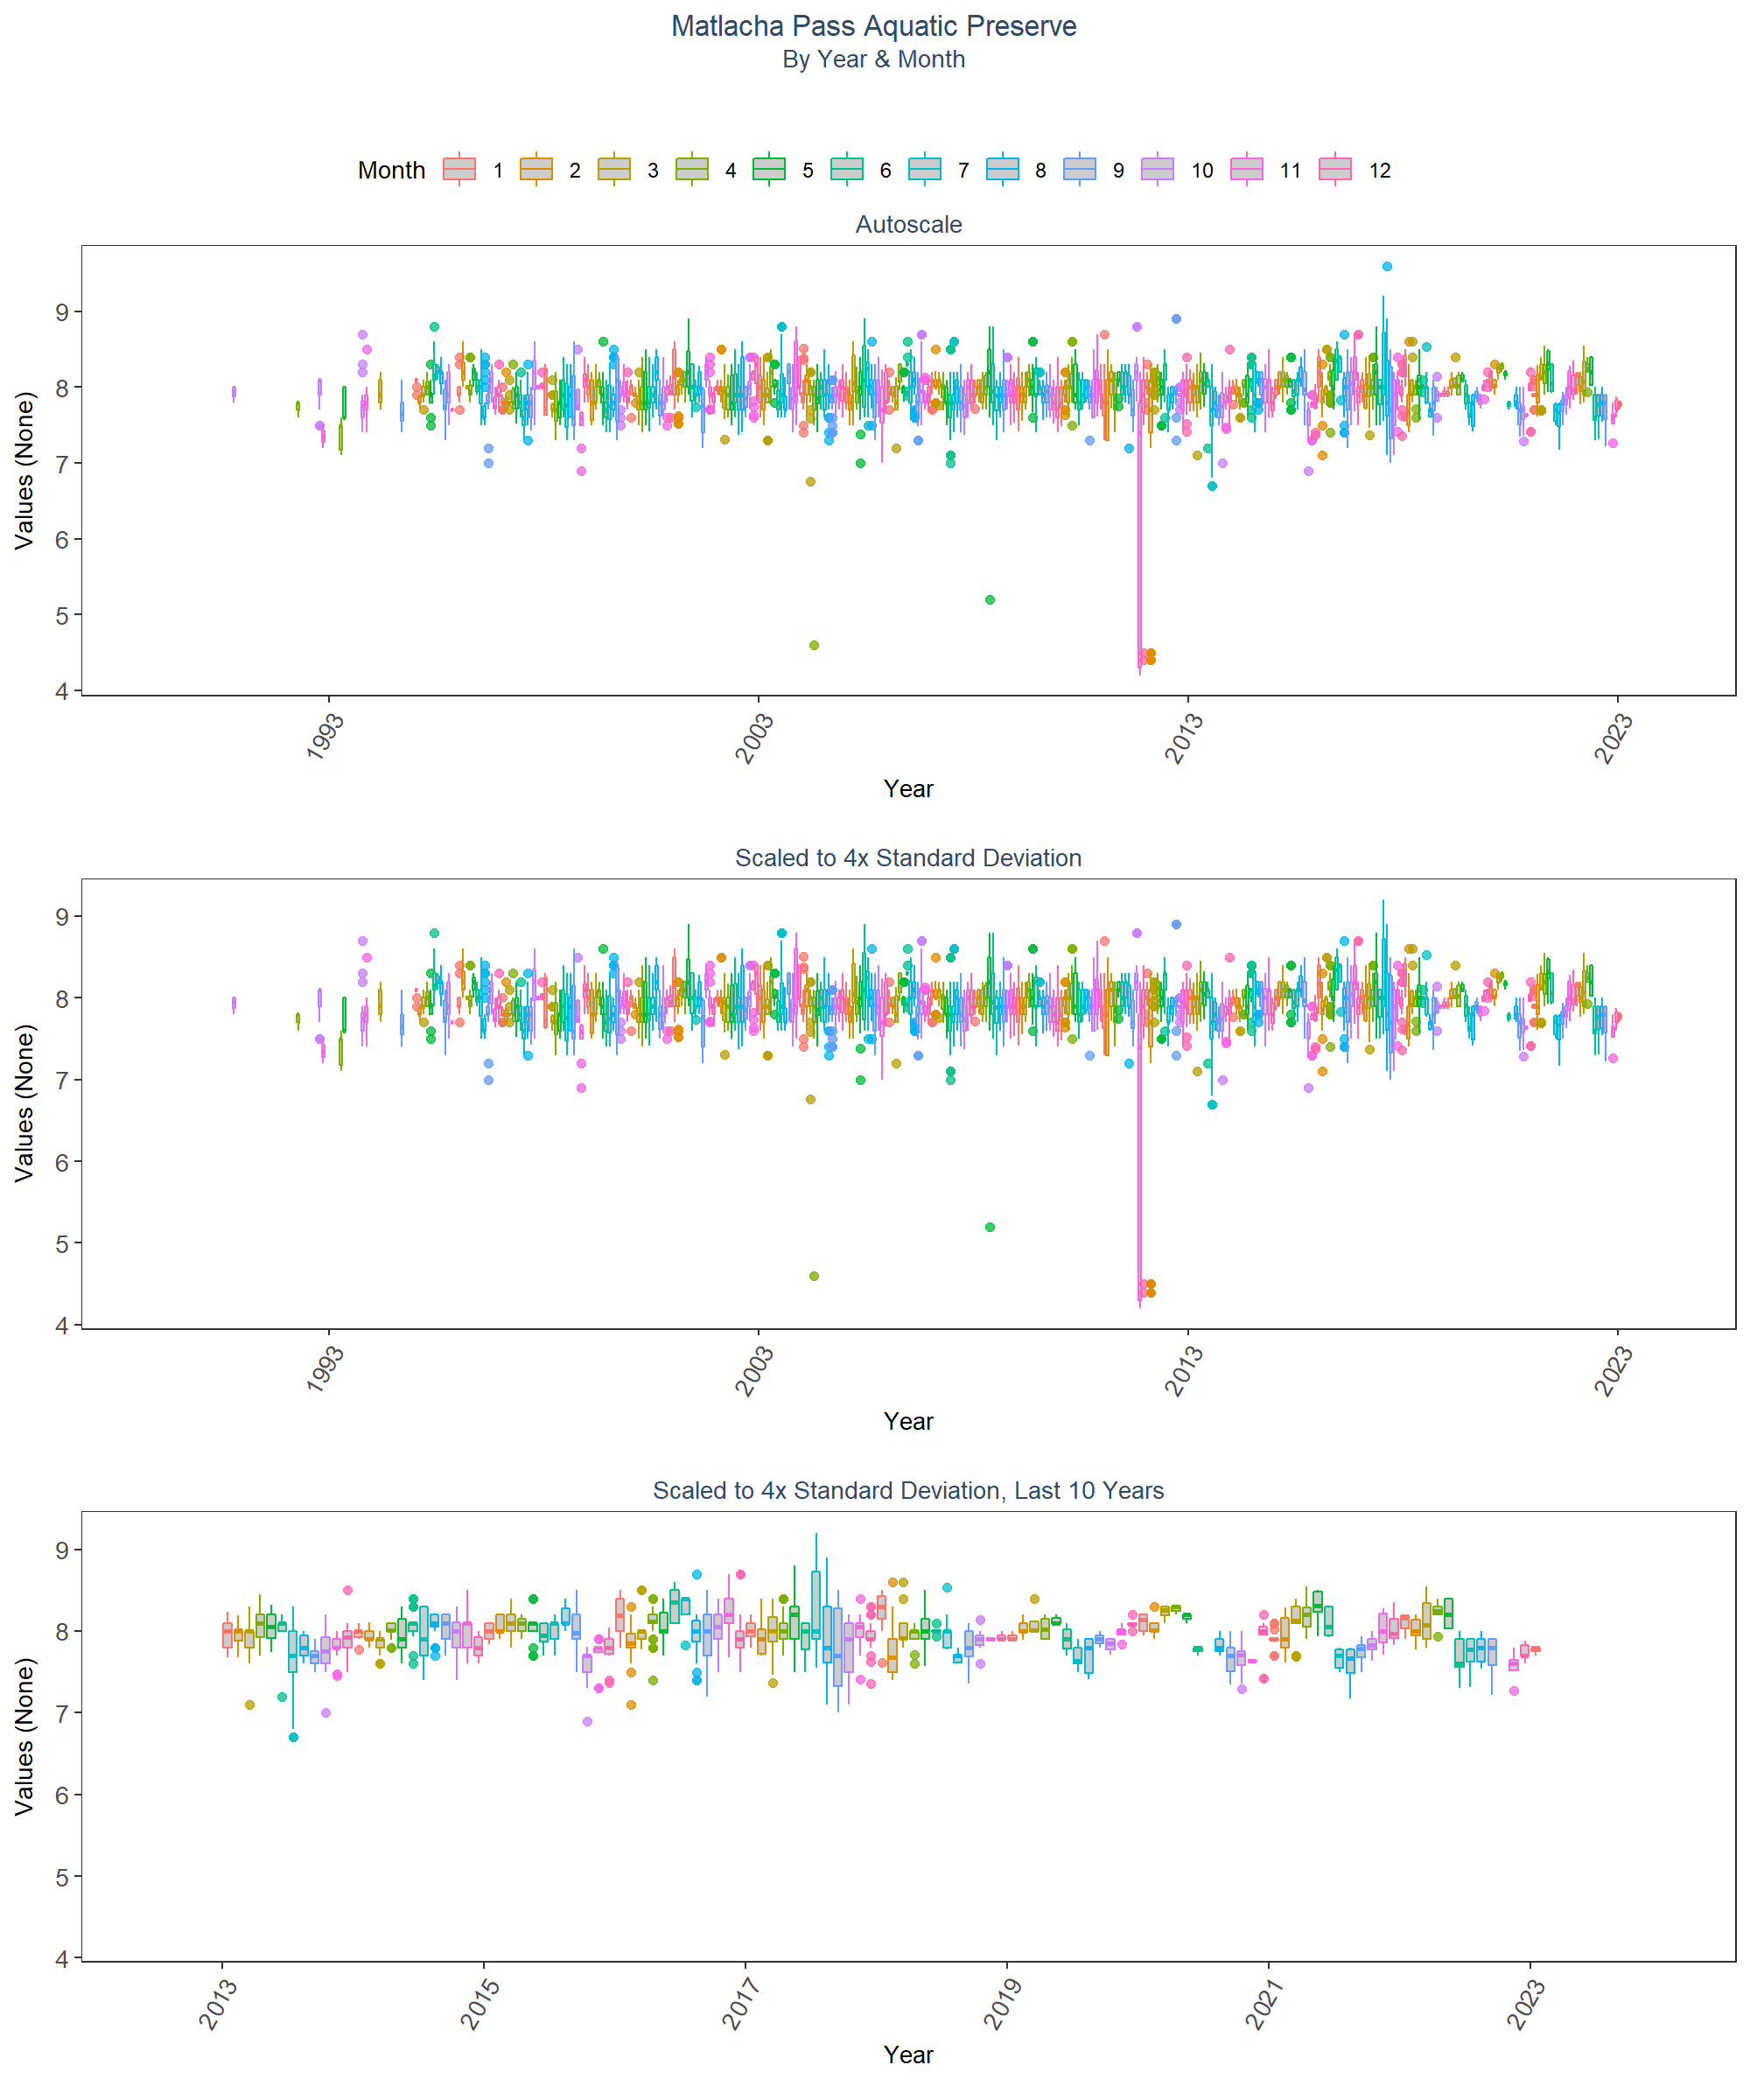 Matlacha Pass Aquatic Preserve
By Year & Month
Month 1 2 3 4 5 6 7 8 9 10 11 12
Autoscale
Values (None)
9
8
7
6
5
4
1993 2003 2013 2023
Year
Scaled to 4x Standard Deviation
Values (None)
9
8
7
6
5
4
1993 2003 2013 2023
Year
Scaled to 4x Standard Deviation, Last 10 Years
Values (None)
9
8
7
6
5
4
2013 2015 2017 2019 2021 2023
Year